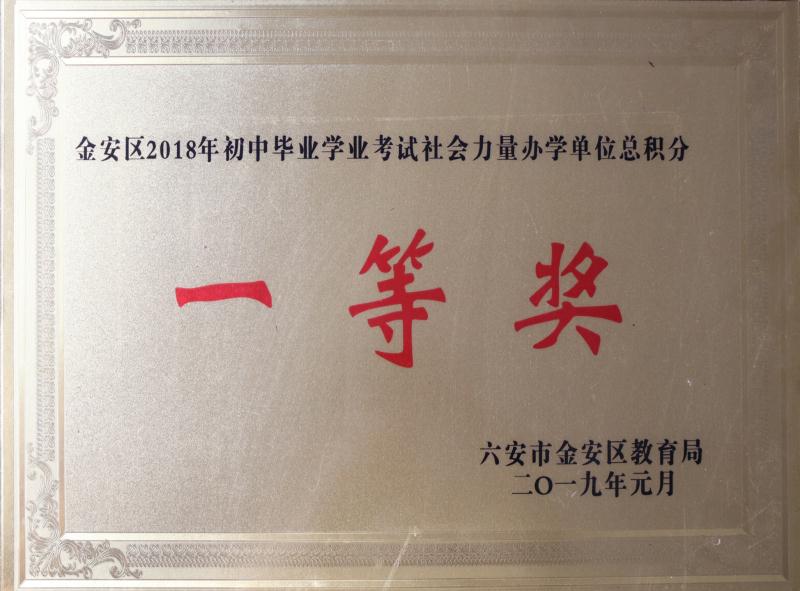 金安区2018年初中毕业学业考试社会力量办学单位总积分
一等奖
六安市金安区教育局
二〇一九年元月